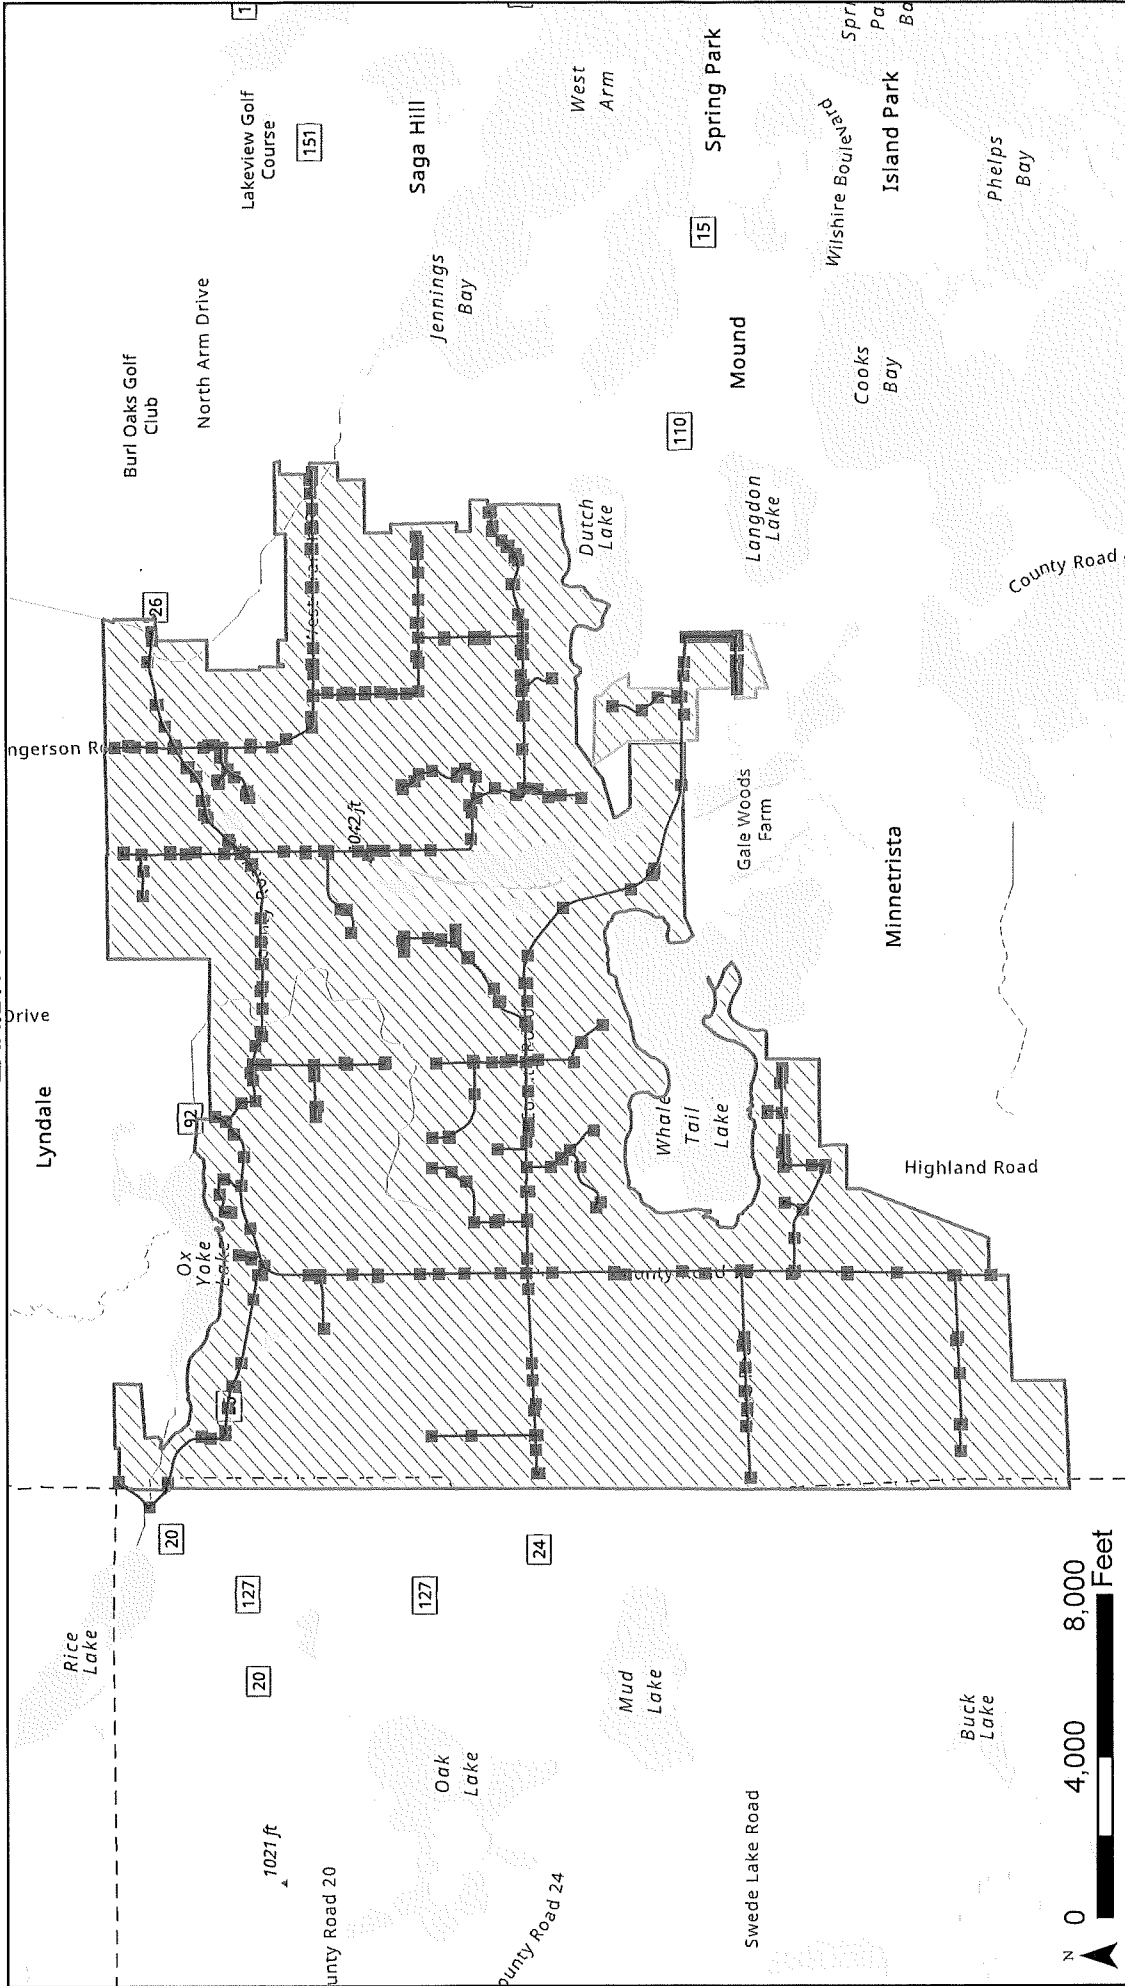 Rice
Lake
1021 ft
20
127
20
unty Road 20
Oak
Lake
127
ounty Road 24
24
Mud
Lake
Swede Lake Road
Buck
Lake
Lyndale
Drive
92
Ox
Yoke
Lake
ngerson R
26
Burl Oaks Golf
Club
North Arm Drive
Lakeview Golf
Course
151
1
Saga Hill
Jennings
Bay
West
Arm
042 ft
Dutch
Lake
110
15
Mound
Spring Park
Langdon
Lake
Cooks
Bay
Wilshire Boulevard
Island Park
Phelps
Bay
County Road
Whale
Tail
Lake
Gale Woods
Farm
Minnetrista
Highland Road
unty Road
N
0
4,000
8,000
Feet